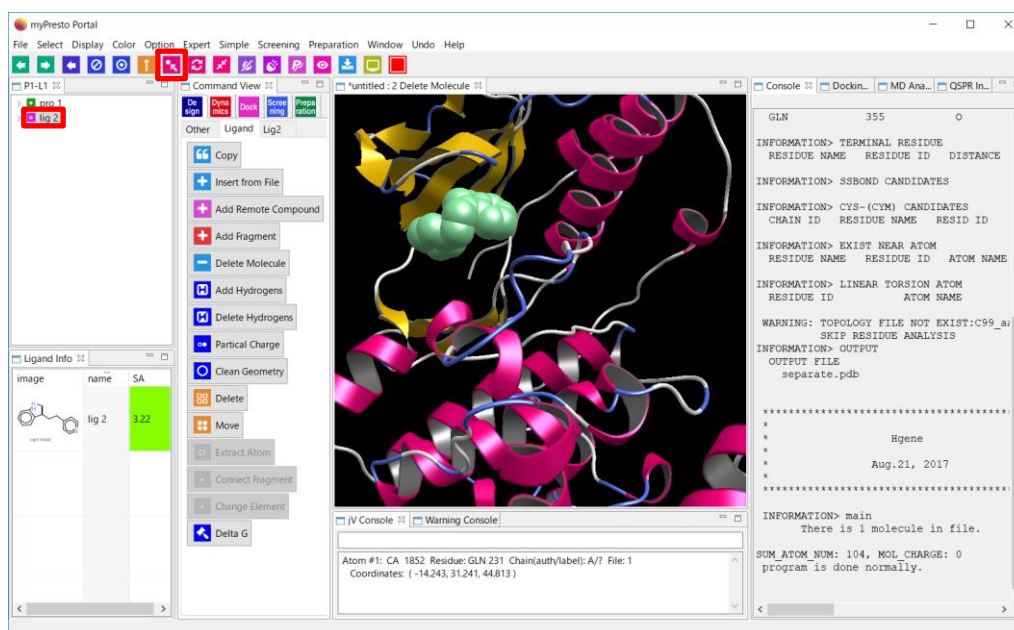 myPresto Portal
File Select Display Color Option Expert Simple Screening Preparation Window Undo Help
P1-L1
pro 1
lig 2
Ligand Info
image name SA
lig 2 3.22
Command View
De sign
Dyna mics
Dock
Scree ning
Prepa ration
Other Ligand Lig2
Copy
Insert from File
Add Remote Compound
Add Fragment
Delete Molecule
Add Hydrogens
Delete Hydrogens
Partical Charge
Clean Geometry
Delete
Move
Extract Atom
Connect Fragment
Change Element
Delta G
*untitled : 2 Delete Molecule
jV Console Warning Console
Atom #1: CA 1852 Residue: GLN 231 Chain(auth/label): A/? File: 1
Coordinates: ( -14.243, 31.241, 44.813 )
Console Dockin... MD Ana... QSPR In...
GLN 355 O
INFORMATION> TERMINAL RESIDUE
RESIDUE NAME RESIDUE ID DISTANCE
INFORMATION> SSBOND CANDIDATES
INFORMATION> CYS-(CYM) CANDIDATES
CHAIN ID RESIDUE NAME RESID ID
INFORMATION> EXIST NEAR ATOM
RESIDUE NAME RESIDUE ID ATOM NAME
INFORMATION> LINEAR TORSION ATOM
RESIDUE ID ATOM NAME
WARNING: TOPOLOGY FILE NOT EXIST:C99_a
SKIP RESIDUE ANALYSIS
INFORMATION> OUTPUT
OUTPUT FILE
separate.pdb
****************************************
*
* Hgene
*
* Aug.21, 2017
*
****************************************
INFORMATION> main
There is 1 molecule in file.
SUM_ATOM_NUM: 104, MOL_CHARGE: 0
program is done normally.